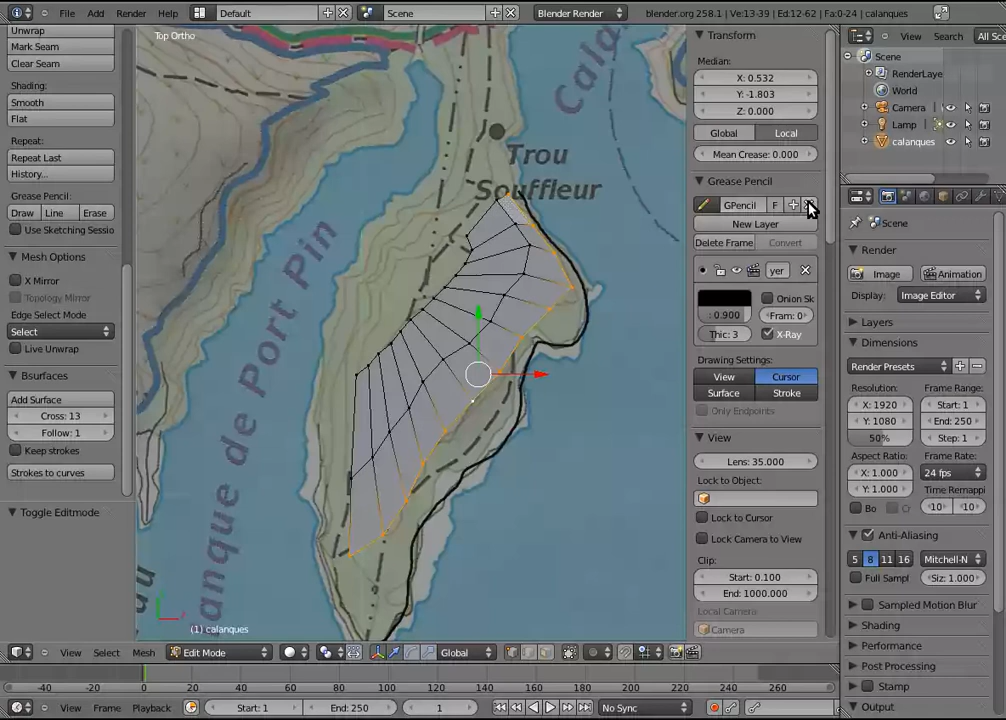 File Add Render Help Default Scene Blender Render blender.org 258.1 | Ve:13-39 | Ed:12-62 | Fa:0-24 | calanques
Unwrap
Mark Seam
Clear Seam
Shading:
Smooth
Flat
Repeat:
Repeat Last
History...
Grease Pencil:
Draw Line Erase
Use Sketching Sessio
Mesh Options
X Mirror
Topology Mirror
Edge Select Mode
Select
Live Unwrap
Bsurfaces
Add Surface
Cross: 13
Follow: 1
Keep strokes
Strokes to curves
Toggle Editmode
Top Ortho
Trou
Souffleur
Cala
alanque de Port Pin
(1) calanques
Transform
Median:
X: 0.532
Y: -1.803
Z: 0.000
Global Local
Mean Crease: 0.000
Grease Pencil
GPencil F
New Layer
Delete Frame Convert
yer
Onion Sk
: 0.900 Fram: 0
Thic: 3 X-Ray
Drawing Settings:
View Cursor
Surface Stroke
Only Endpoints
View
Lens: 35.000
Lock to Object:
Lock to Cursor
Lock Camera to View
Clip:
Start: 0.100
End: 1000.000
Local Camera
Camera
View Search All Sce
Scene
RenderLaye
World
Camera
Lamp
calanques
Scene
Render
Image Animation
Display: Image Editor
Layers
Dimensions
Render Presets
Resolution: Frame Range:
X: 1920 Start: 1
Y: 1080 End: 250
50% Step: 1
Aspect Ratio: Frame Rate:
X: 1.000 24 fps
Y: 1.000 Time Remappi
Bo 10 10
Anti-Aliasing
5 8 11 16 Mitchell-N
Full Sampl Siz: 1.000
Sampled Motion Blur
Shading
Performance
Post Processing
Stamp
Output
View Select Mesh Edit Mode Global
-40 -20 0 20 40 60 80 100 120 140 160 180 200 220 240 260 280
View Frame Playback Start: 1 End: 250 1 No Sync